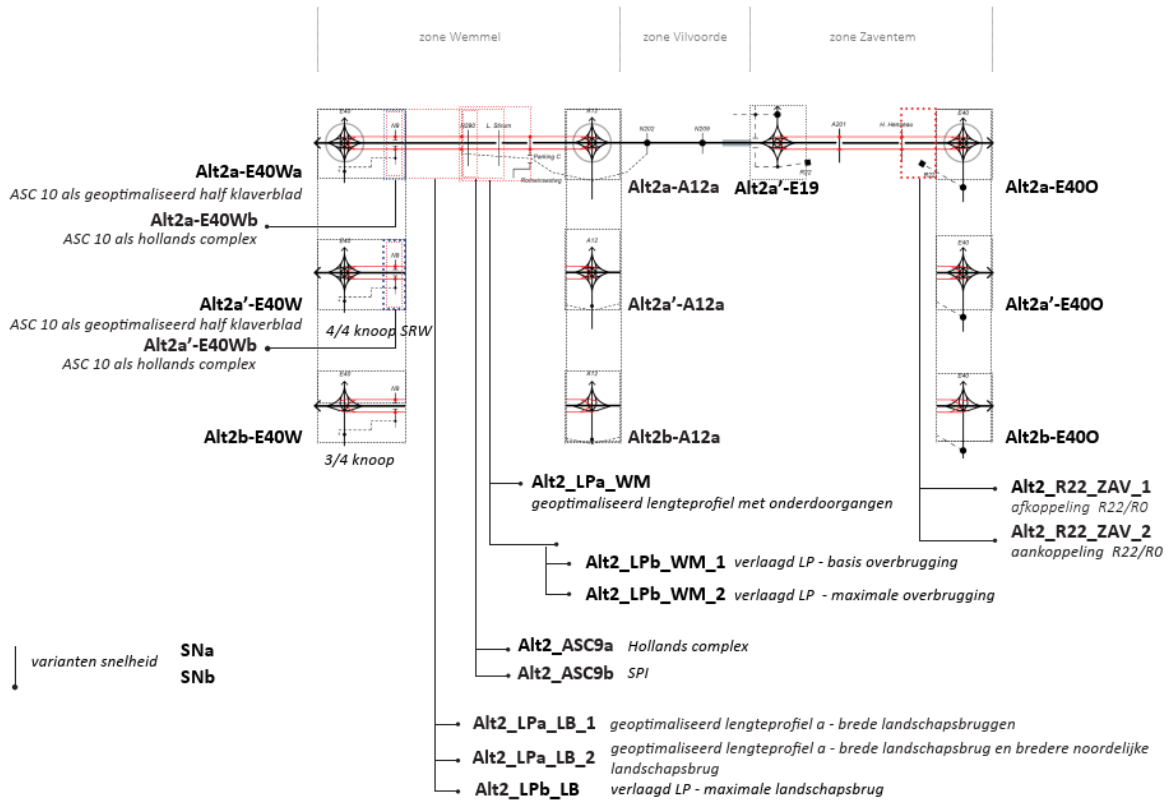 zone Wemmel
zone Vilvoorde
zone Zaventem
E40
N9
R290
L. Strom
A12
N202
N209
A201
E40
Parking C
Romeinsesteeg
R22
Alt2a-E40Wa
ASC 10 als geoptimaliseerd half klaverblad
Alt2a-E40Wb
ASC 10 als hollands complex
Alt2a-A12a
Alt2a'-E19
Alt2a-E40O
E40
A12
E40
Alt2a'-E40W
ASC 10 als geoptimaliseerd half klaverblad
4/4 knoop SRW
Alt2a'-E40Wb
ASC 10 als hollands complex
Alt2a'-A12a
Alt2a'-E40O
E40
N9
A12
E40
Alt2b-E40W
3/4 knoop
Alt2b-A12a
Alt2b-E40O
Alt2_LPa_WM
geoptimaliseerd lengteprofiel met onderdoorgangen
Alt2_R22_ZAV_1
afkoppeling R22/R0
Alt2_R22_ZAV_2
aankoppeling R22/R0
Alt2_LPb_WM_1 verlaagd LP - basis overbrugging
Alt2_LPb_WM_2 verlaagd LP - maximale overbrugging
varianten snelheid
SNa
SNb
Alt2_ASC9a Hollands complex
Alt2_ASC9b SPI
Alt2_LPa_LB_1 geoptimaliseerd lengteprofiel a - brede landschapsbruggen
Alt2_LPa_LB_2 geoptimaliseerd lengteprofiel a - brede landschapsbrug en bredere noordelijke
landschapsbrug
Alt2_LPb_LB verlaagd LP - maximale landschapsbrug